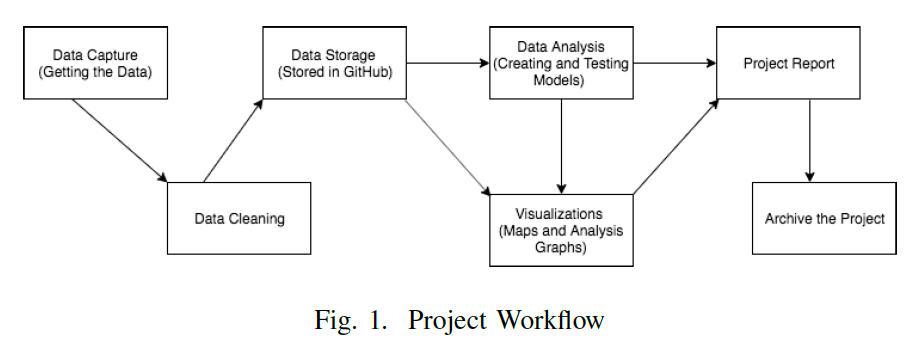 Data Capture
(Getting the Data)
Data Storage
(Stored in GitHub)
Data Analysis
(Creating and Testing
Models)
Project Report
Data Cleaning
Visualizations
(Maps and Analysis
Graphs)
Archive the Project
Fig. 1. Project Workflow